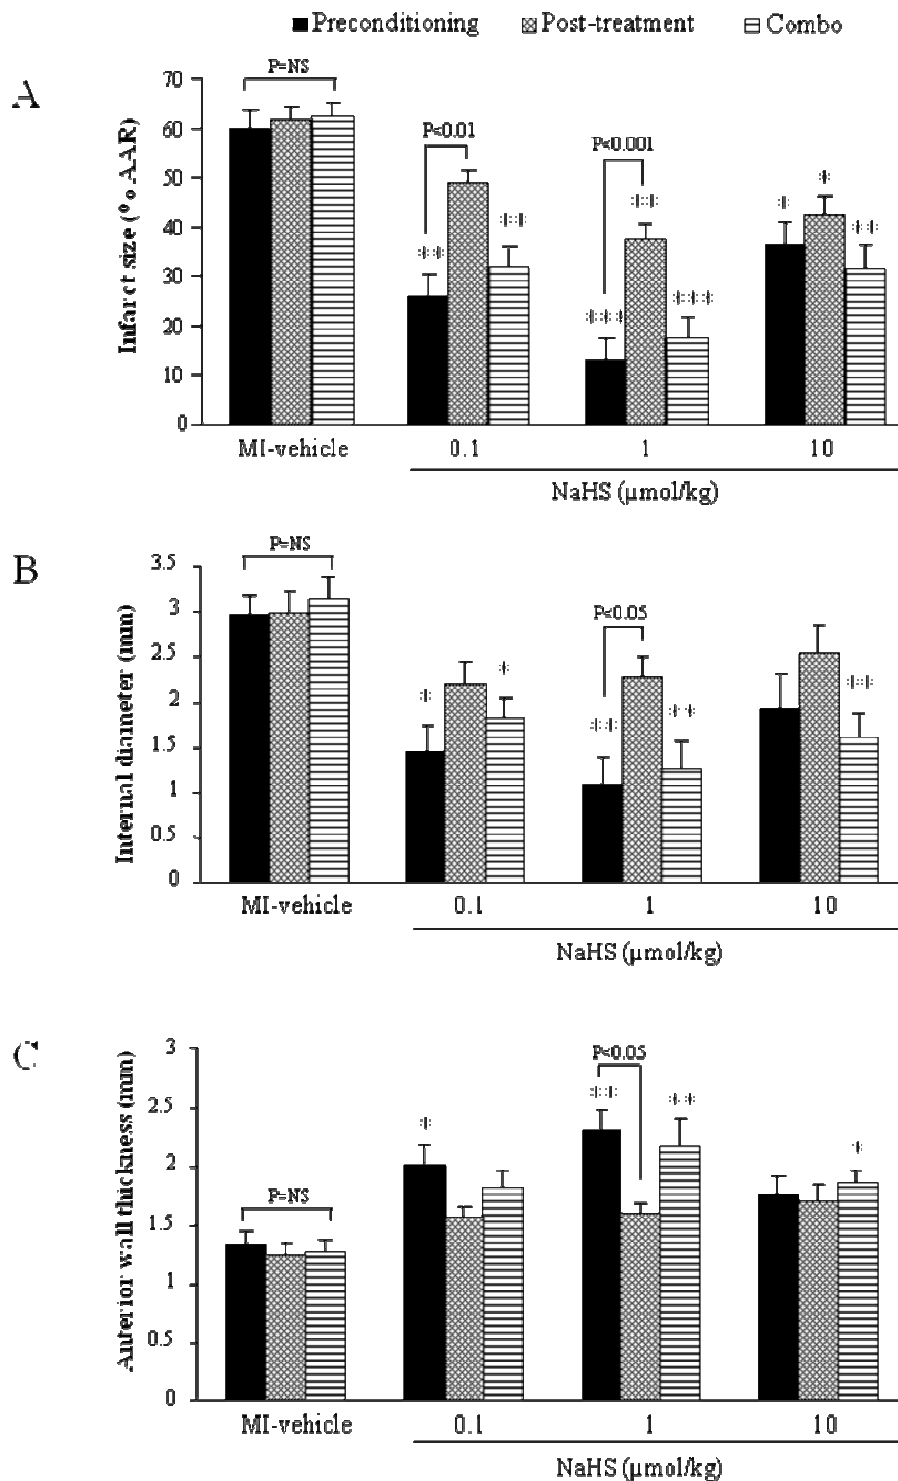 Preconditioning Post-treatment Combo
A
P=NS
P<0.01
P<0.001
** ** *** ** *** * * **
Infarct size (% AAR)
70
60
50
40
30
20
10
0
MI-vehicle 0.1 1 10
NaHS (µmol/kg)
B
P=NS
P<0.05
* * ** ** **
Internal diameter (mm)
3.5
3
2.5
2
1.5
1
0.5
0
MI-vehicle 0.1 1 10
NaHS (µmol/kg)
C
P=NS
P<0.05
* ** ** *
Anterior wall thickness (mm)
3
2.5
2
1.5
1
0.5
0
MI-vehicle 0.1 1 10
NaHS (µmol/kg)